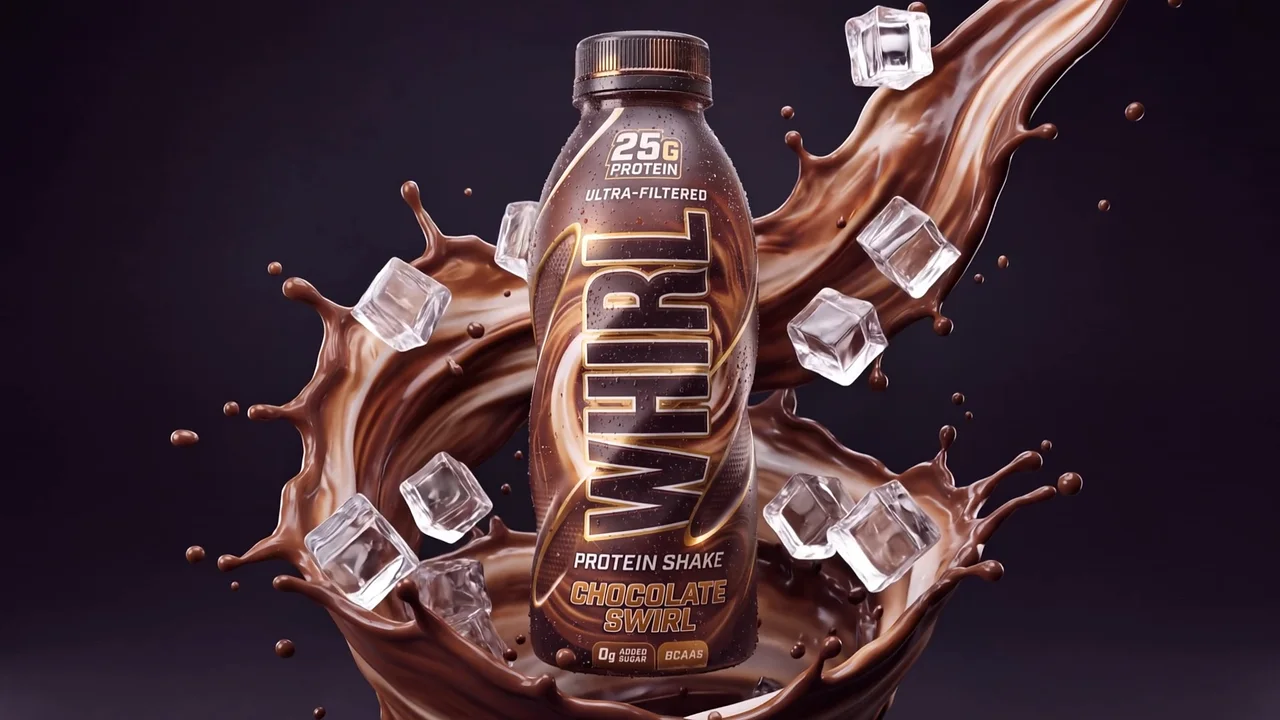 25G
PROTEIN
ULTRA-FILTERED
WHIRL
PROTEIN SHAKE
CHOCOLATE
SWIRL
0g ADDED
SUGAR
BCAAS